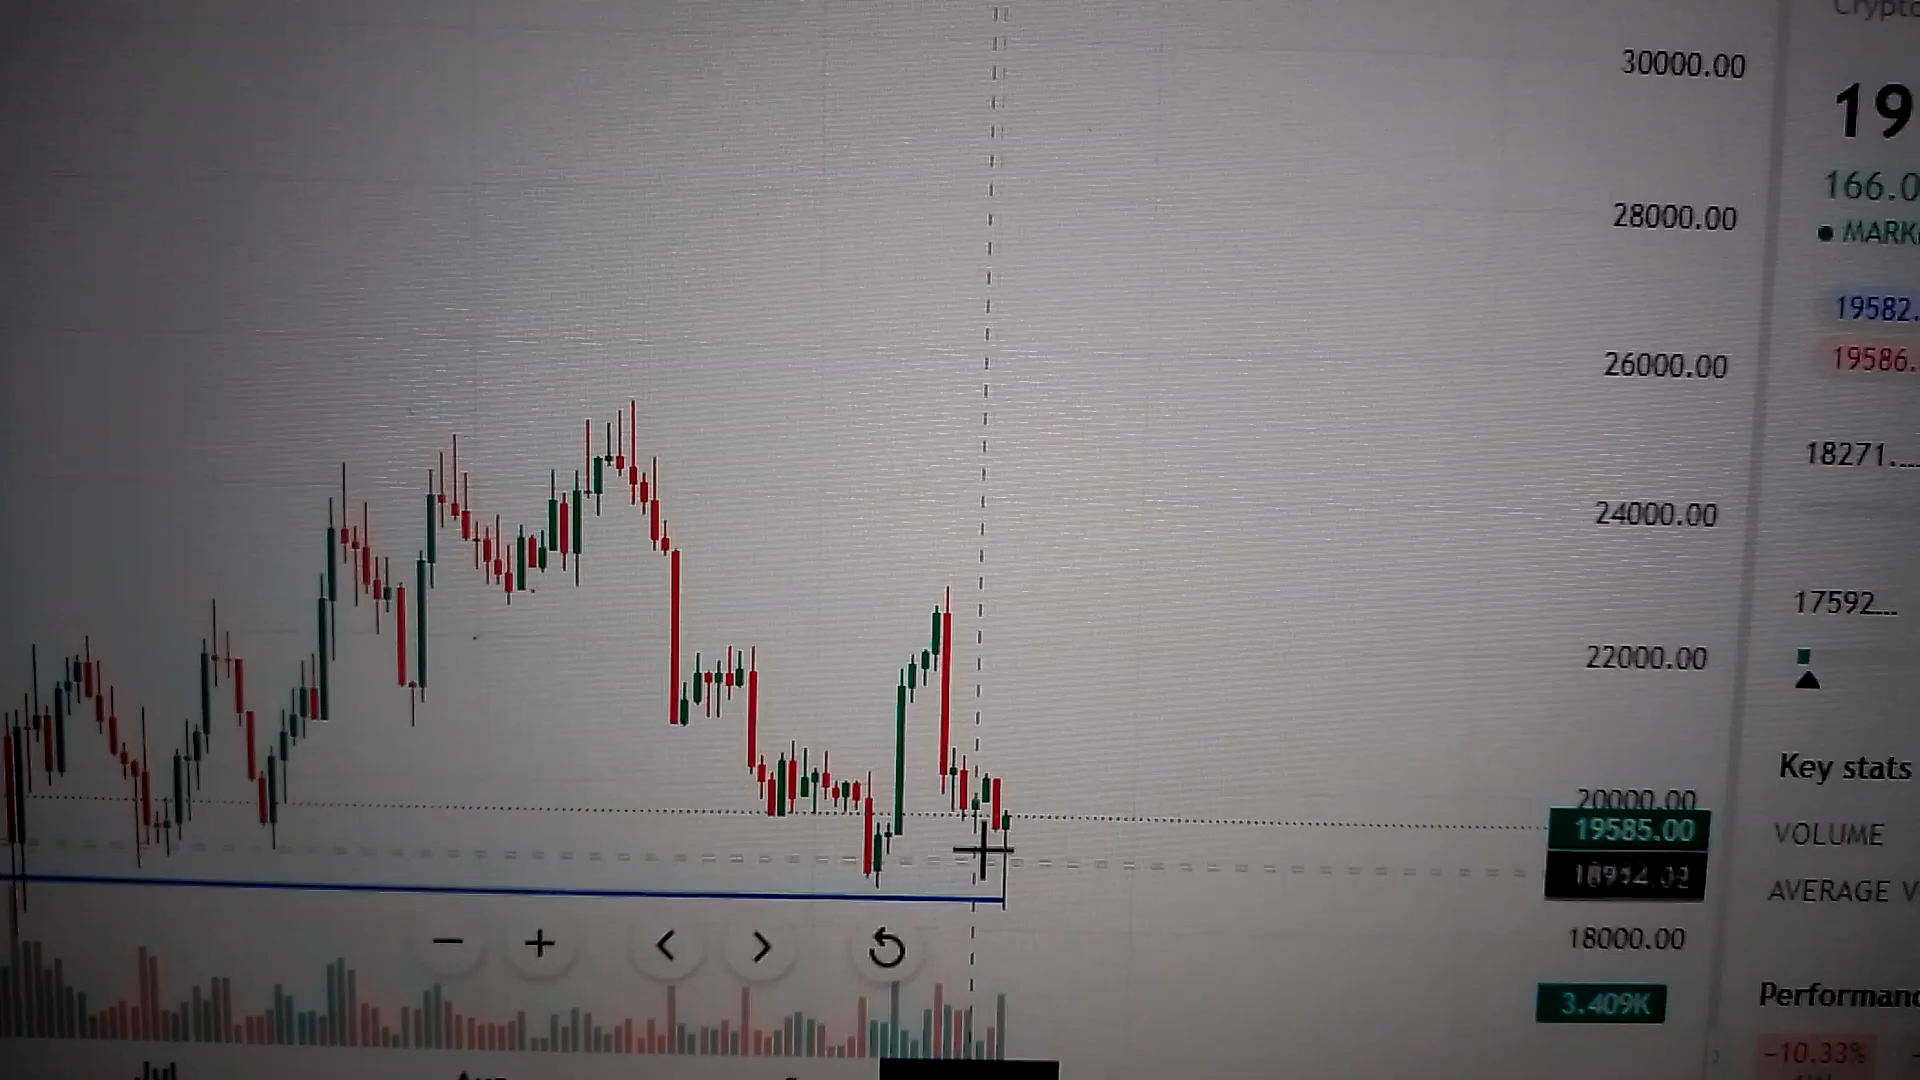 Crypto
30000.00
19
166.0
28000.00
MARK
19582.
19586.
26000.00
18271....
24000.00
17592...
22000.00
Key stats
20000.00
19585.00
VOLUME
AVERAGE V
18000.00
3.409K
Performanc
-10.33%
Jul